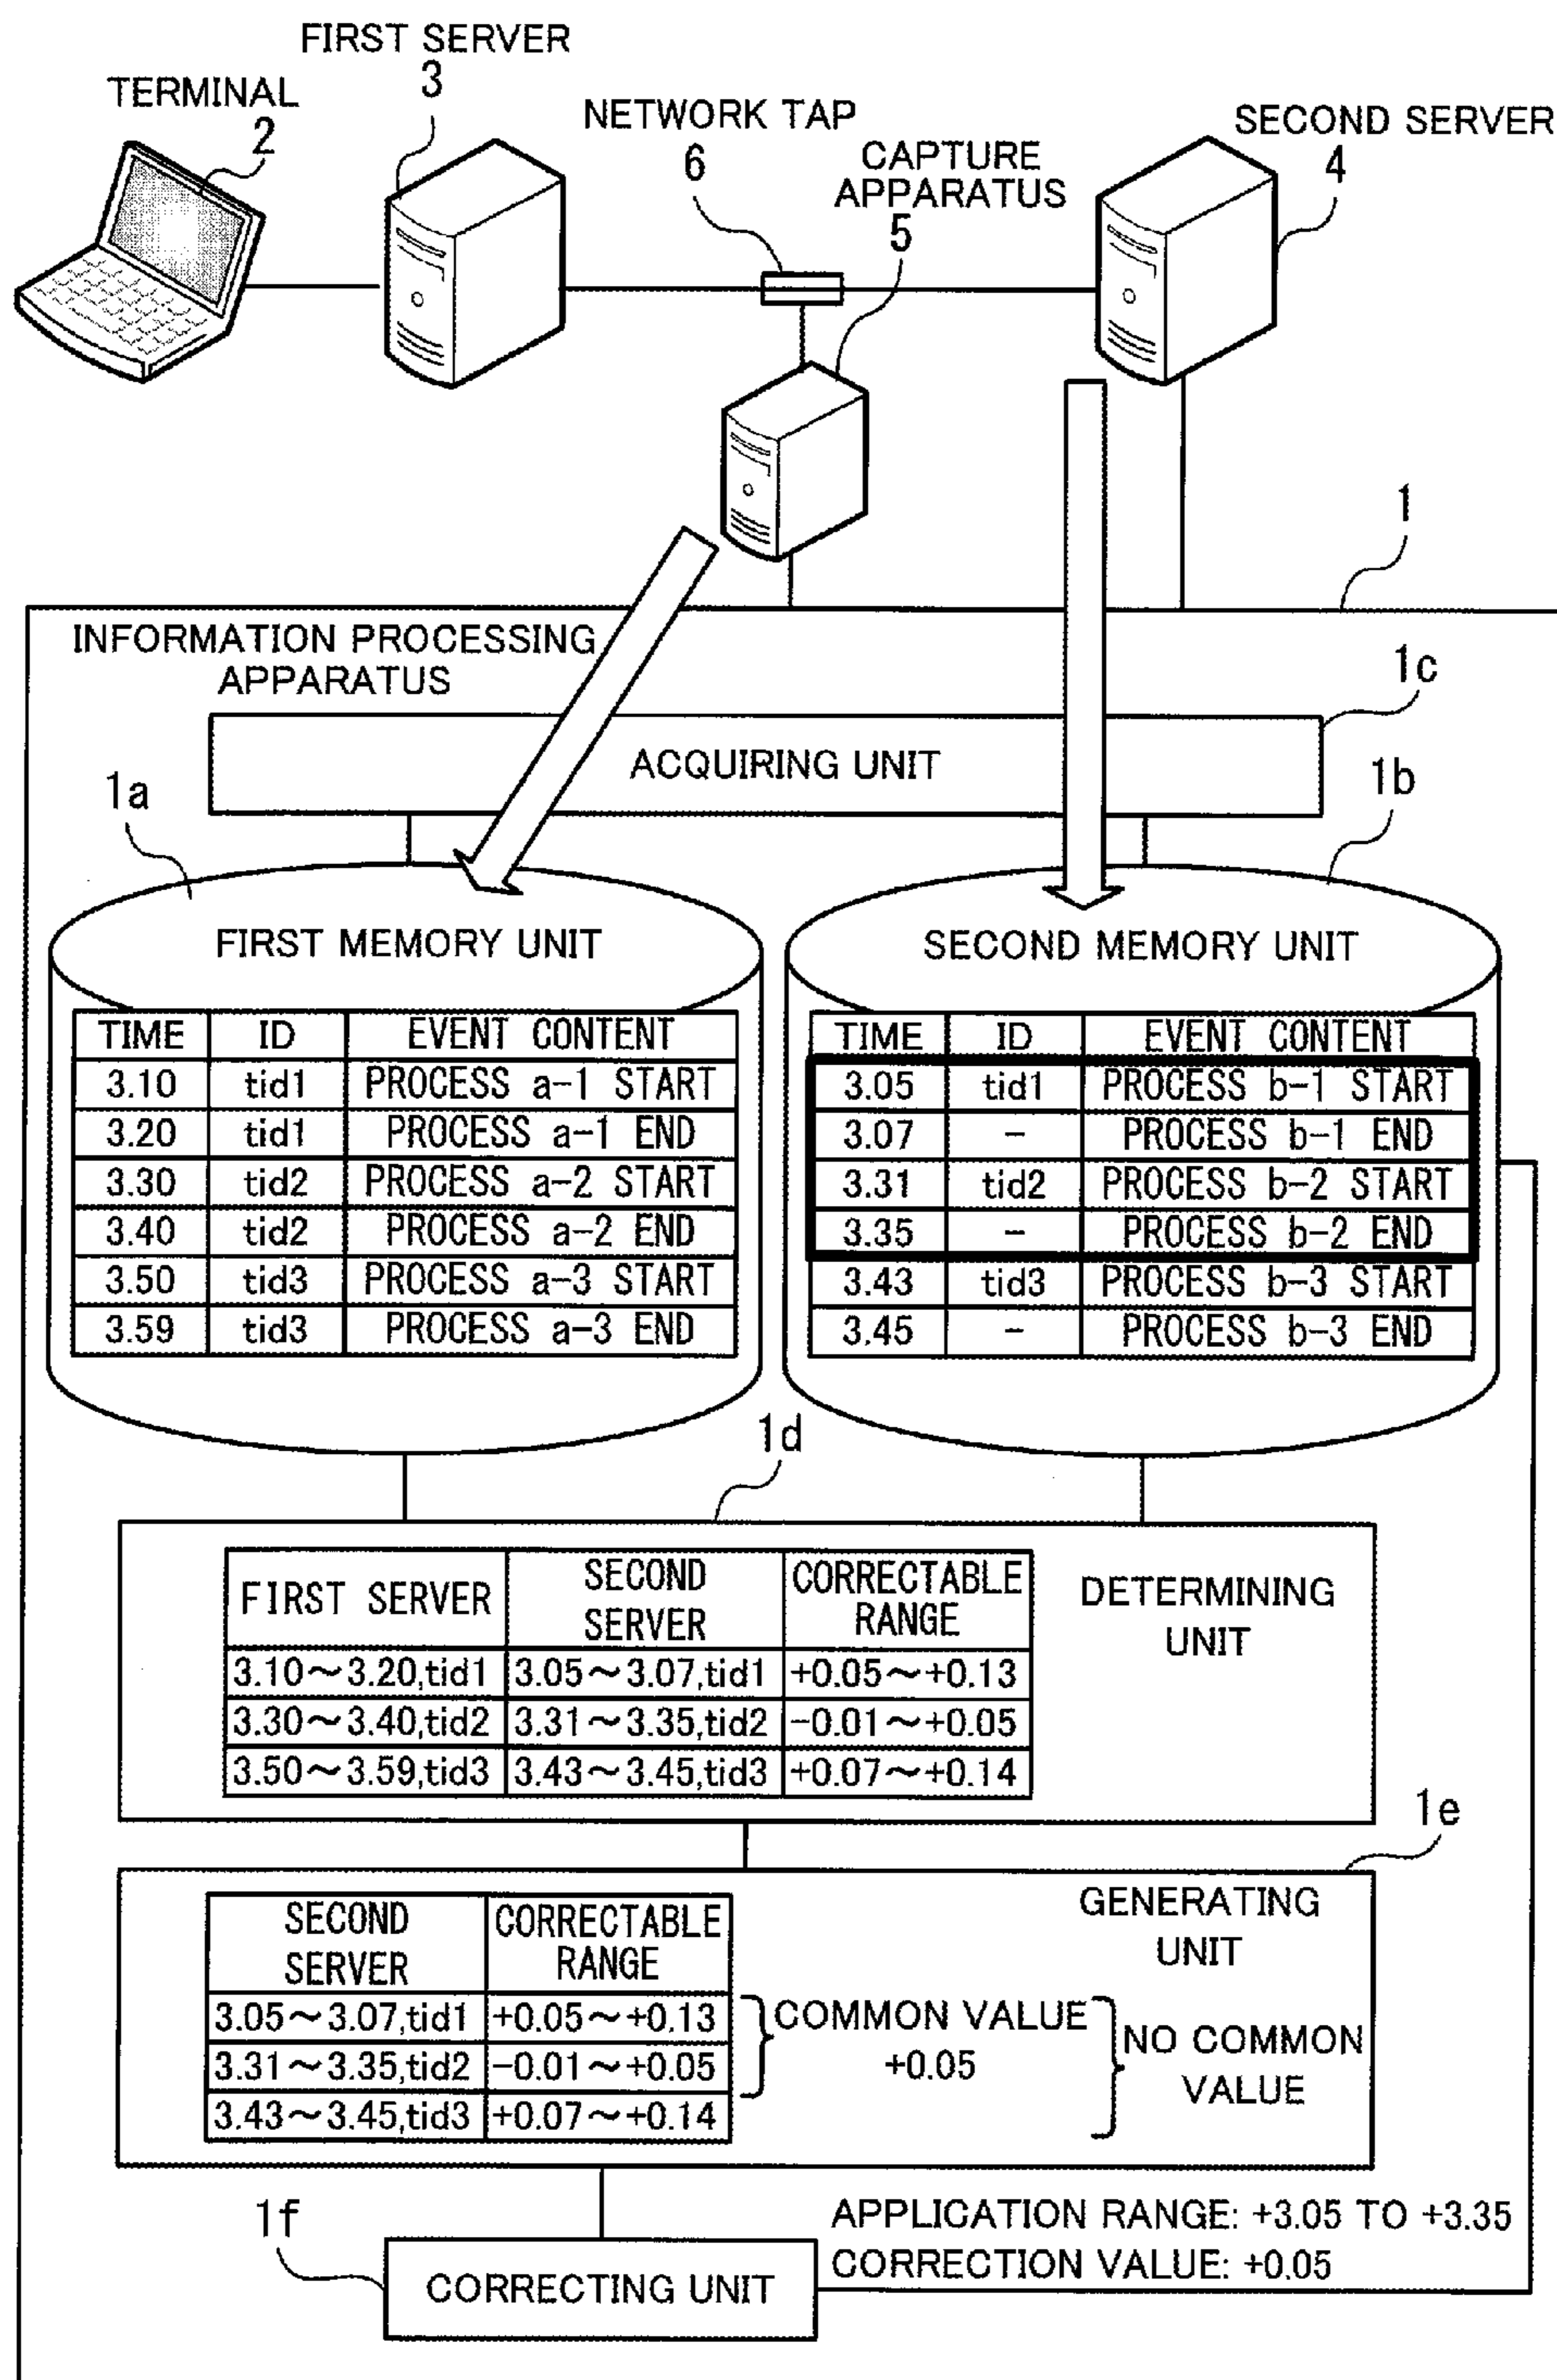 FIRST SERVER
3
TERMINAL
2
NETWORK TAP
6
CAPTURE
APPARATUS
5
SECOND SERVER
4
1
INFORMATION PROCESSING
APPARATUS
1c
ACQUIRING UNIT
1a
1b
FIRST MEMORY UNIT
TIME ID EVENT CONTENT
3.10 tid1 PROCESS a-1 START
3.20 tid1 PROCESS a-1 END
3.30 tid2 PROCESS a-2 START
3.40 tid2 PROCESS a-2 END
3.50 tid3 PROCESS a-3 START
3.59 tid3 PROCESS a-3 END
SECOND MEMORY UNIT
TIME ID EVENT CONTENT
3.05 tid1 PROCESS b-1 START
3.07 - PROCESS b-1 END
3.31 tid2 PROCESS b-2 START
3.35 - PROCESS b-2 END
3.43 tid3 PROCESS b-3 START
3.45 - PROCESS b-3 END
1d
DETERMINING
UNIT
FIRST SERVER SECOND SERVER CORRECTABLE RANGE
3.10～3.20,tid1 3.05～3.07,tid1 +0.05～+0.13
3.30～3.40,tid2 3.31～3.35,tid2 -0.01～+0.05
3.50～3.59,tid3 3.43～3.45,tid3 +0.07～+0.14
1e
GENERATING
UNIT
SECOND SERVER CORRECTABLE RANGE
3.05～3.07,tid1 +0.05～+0.13
3.31～3.35,tid2 -0.01～+0.05
3.43～3.45,tid3 +0.07～+0.14
COMMON VALUE
+0.05
NO COMMON
VALUE
1f
CORRECTING UNIT
APPLICATION RANGE: +3.05 TO +3.35
CORRECTION VALUE: +0.05